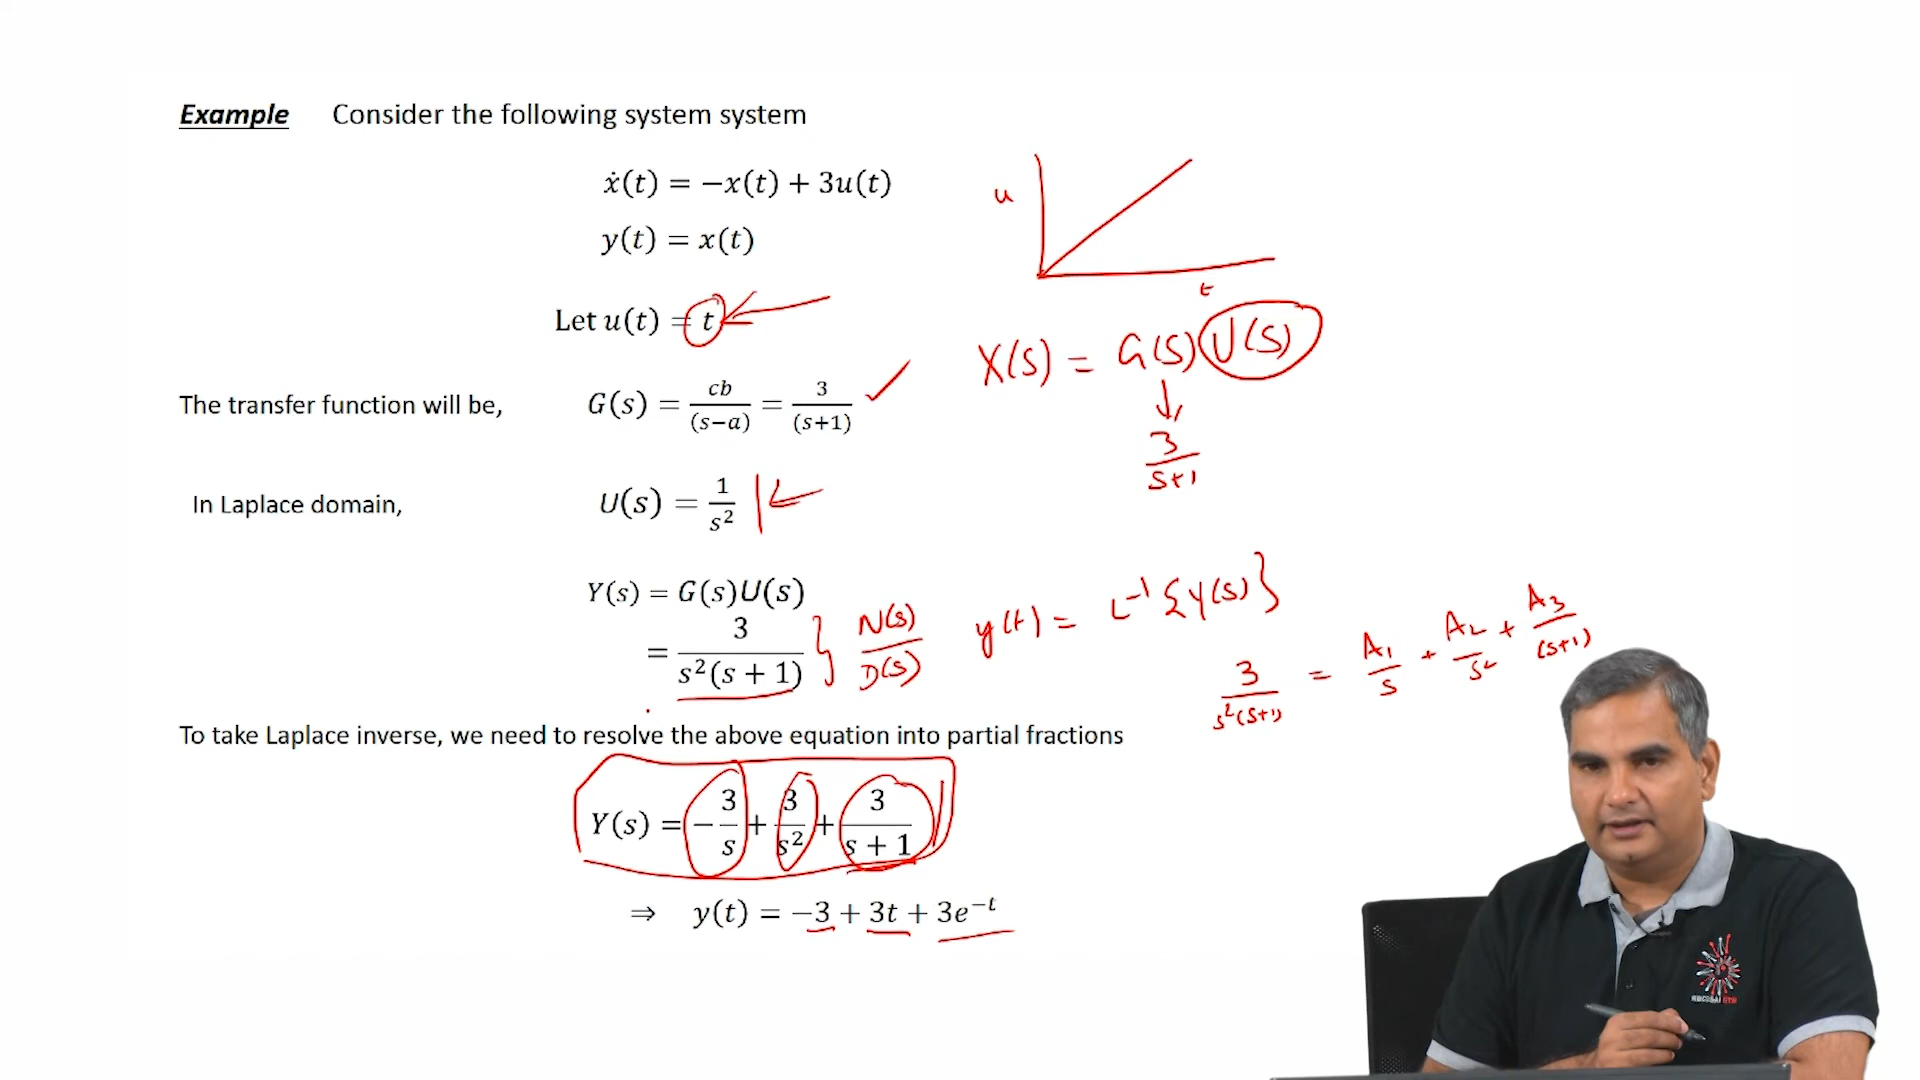 Example Consider the following system system
ẋ(t) = −x(t) + 3u(t)
y(t) = x(t)
u
t
Let u(t) = t
X(s) = G(s) U(s)
3/(s+1)
The transfer function will be, G(s) = cb/(s−a) = 3/(s+1)
In Laplace domain, U(s) = 1/s²
Y(s) = G(s)U(s)
= 3/(s²(s + 1)) } N(s)/D(s)
y(t) = L⁻¹{Y(s)}
3/(s²(s+1)) = A₁/s + A₂/s² + A₃/(s+1)
To take Laplace inverse, we need to resolve the above equation into partial fractions
Y(s) = −3/s + 3/s² + 3/(s + 1)
⇒ y(t) = −3 + 3t + 3e⁻ᵗ